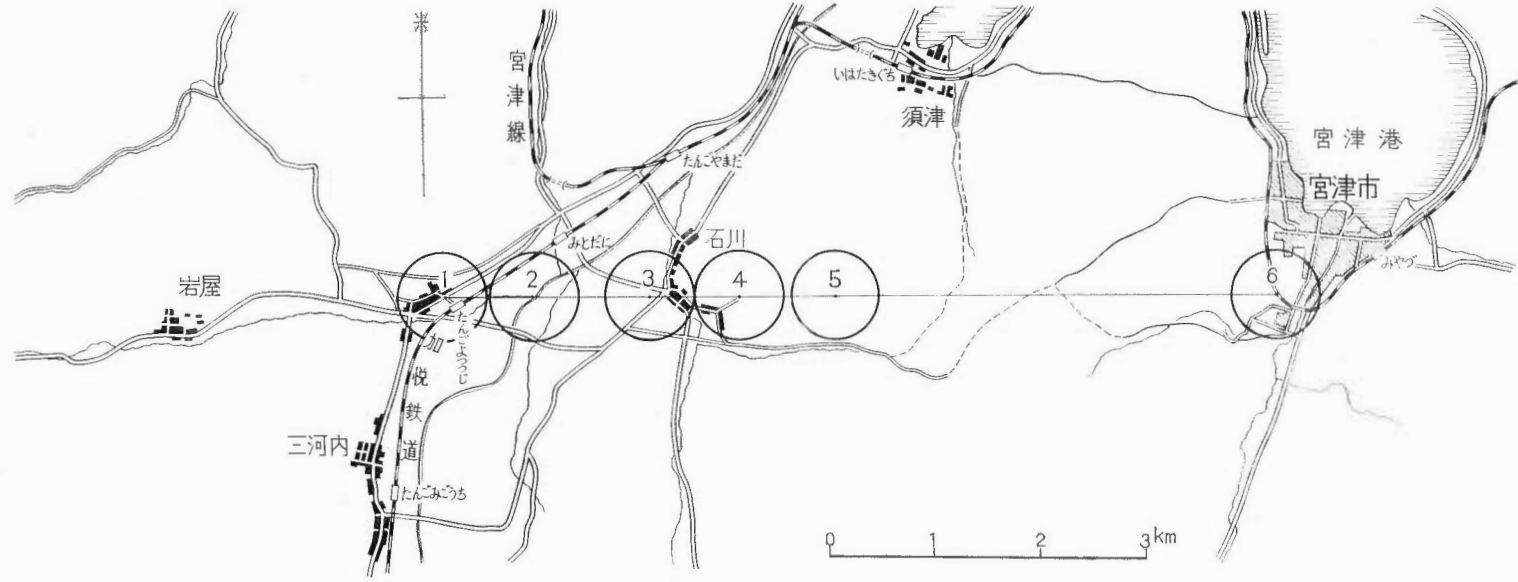 米
宮津線
いはたきぐち
須津
宮津港
宮津市
たんごやまだ
みとだに
石川
みやづ
岩屋
1
2
3
4
5
6
たんごよつつじ
加悦鉄道
三河内
たんごみごうち
0 1 2 3 km